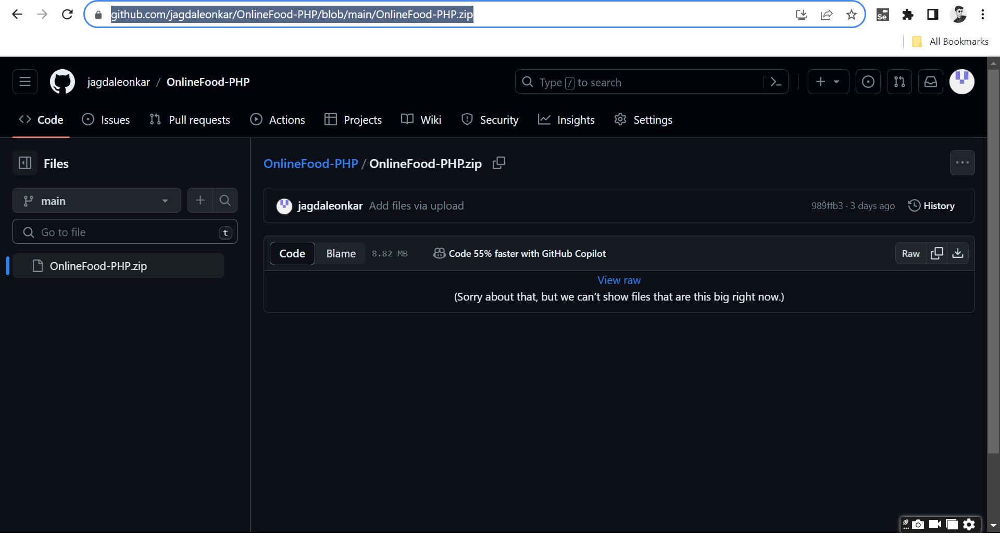 github.com/jagdaleonkar/OnlineFood-PHP/blob/main/OnlineFood-PHP.zip
Se
All Bookmarks
jagdaleonkar / OnlineFood-PHP
Type / to search
Code Issues Pull requests Actions Projects Wiki Security Insights Settings
Files
OnlineFood-PHP / OnlineFood-PHP.zip
main
jagdaleonkar Add files via upload
989ffb3 · 3 days ago History
Go to file t
Code Blame 8.82 MB Code 55% faster with GitHub Copilot Raw
OnlineFood-PHP.zip
View raw
(Sorry about that, but we can’t show files that are this big right now.)